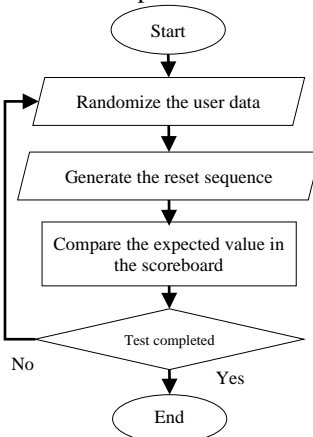 Start
Randomize the user data
Generate the reset sequence
Compare the expected value in
the scoreboard
Test completed
No
Yes
End